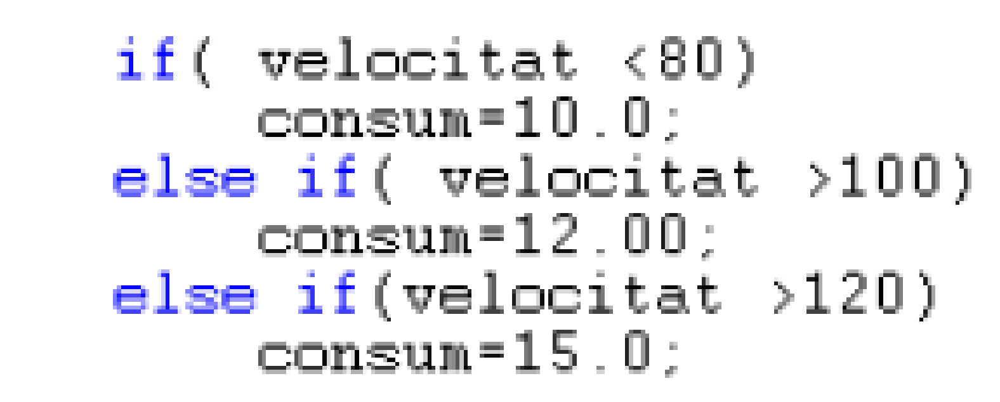 if( velocitat <80)
consum=10.0;
else if( velocitat >100)
consum=12.00;
else if(velocitat >120)
consum=15.0;